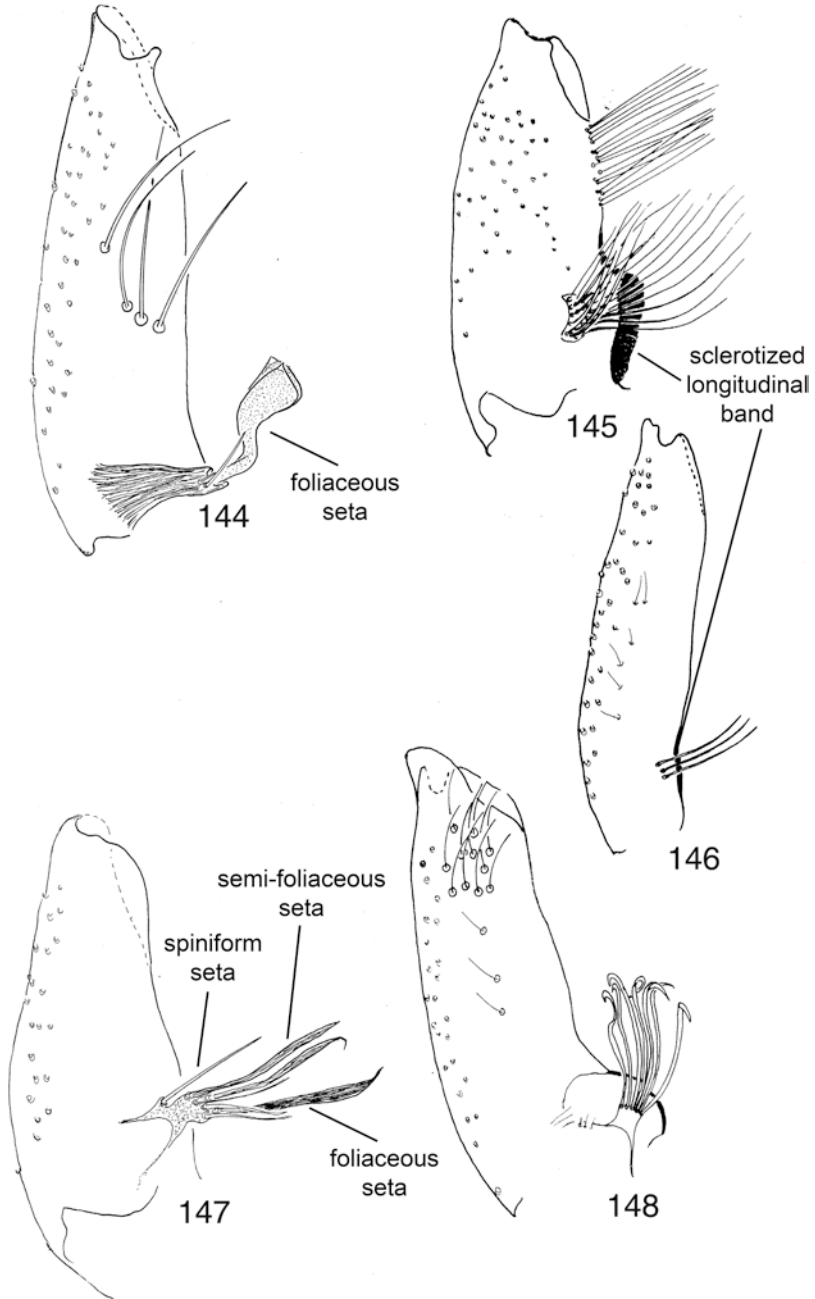 foliaceous
seta
144
145
sclerotized
longitudinal
band
146
semi-foliaceous
seta
spiniform
seta
foliaceous
seta
147
148